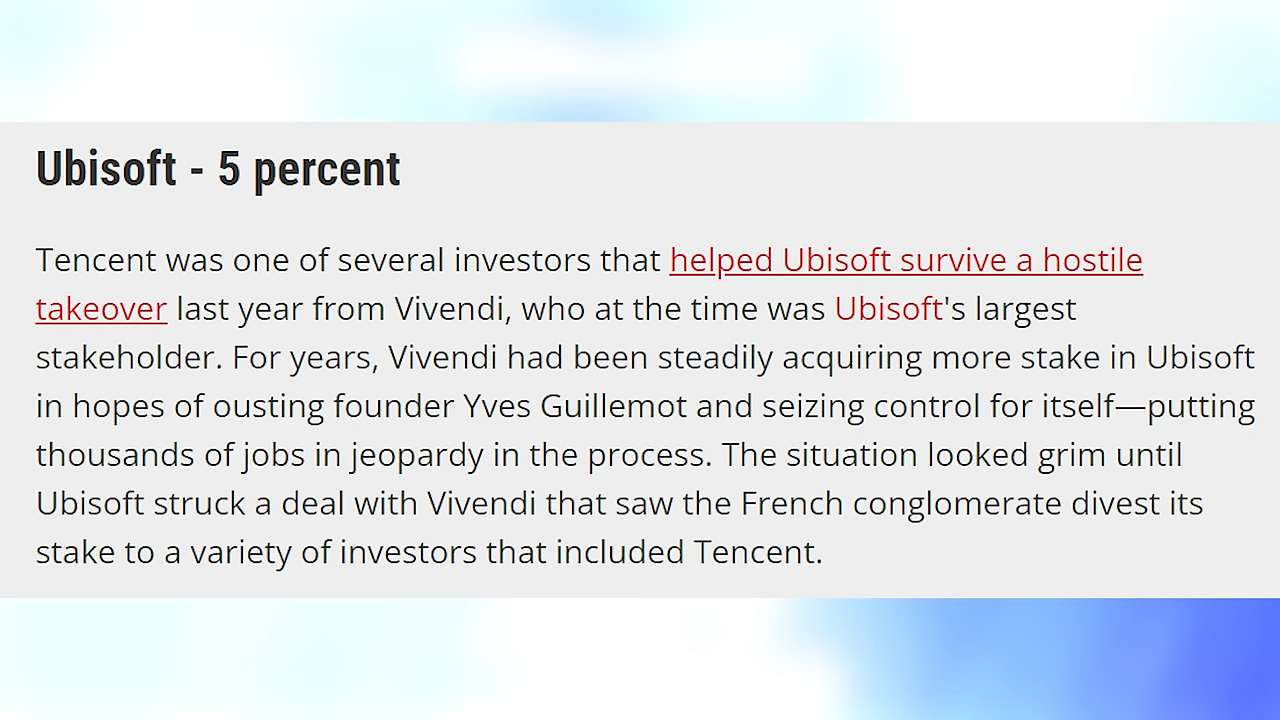 Ubisoft - 5 percent
Tencent was one of several investors that helped Ubisoft survive a hostile
takeover last year from Vivendi, who at the time was Ubisoft's largest
stakeholder. For years, Vivendi had been steadily acquiring more stake in Ubisoft
in hopes of ousting founder Yves Guillemot and seizing control for itself—putting
thousands of jobs in jeopardy in the process. The situation looked grim until
Ubisoft struck a deal with Vivendi that saw the French conglomerate divest its
stake to a variety of investors that included Tencent.